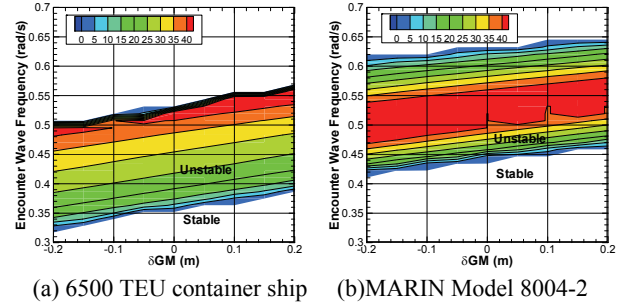 0 5 10 15 20 25 30 35 40
Encounter Wave Frequency (rad/s)
0.7
0.65
0.6
0.55
0.5
0.45
0.4
0.35
0.3
Unstable
Stable
-0.2 -0.1 0 0.1 0.2
δGM (m)
(a) 6500 TEU container ship
0 5 10 15 20 25 30 35 40
Encounter Wave Frequency (rad/s)
0.7
0.65
0.6
0.55
0.5
0.45
0.4
0.35
0.3
Unstable
Stable
-0.2 -0.1 0 0.1 0.2
δGM (m)
(b)MARIN Model 8004-2